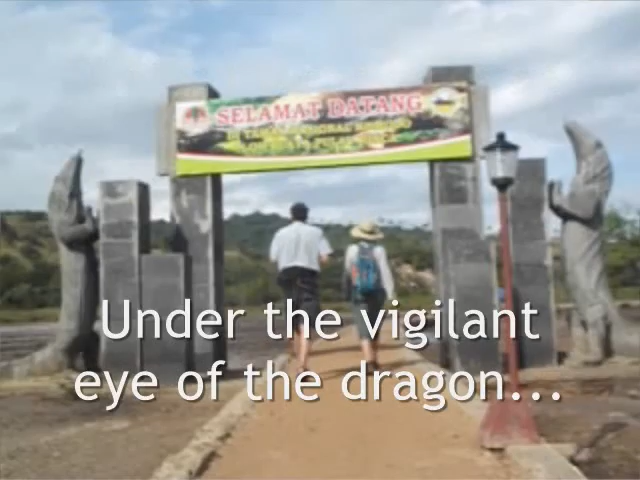 SELAMAT DATANG
Under the vigilant
eye of the dragon...